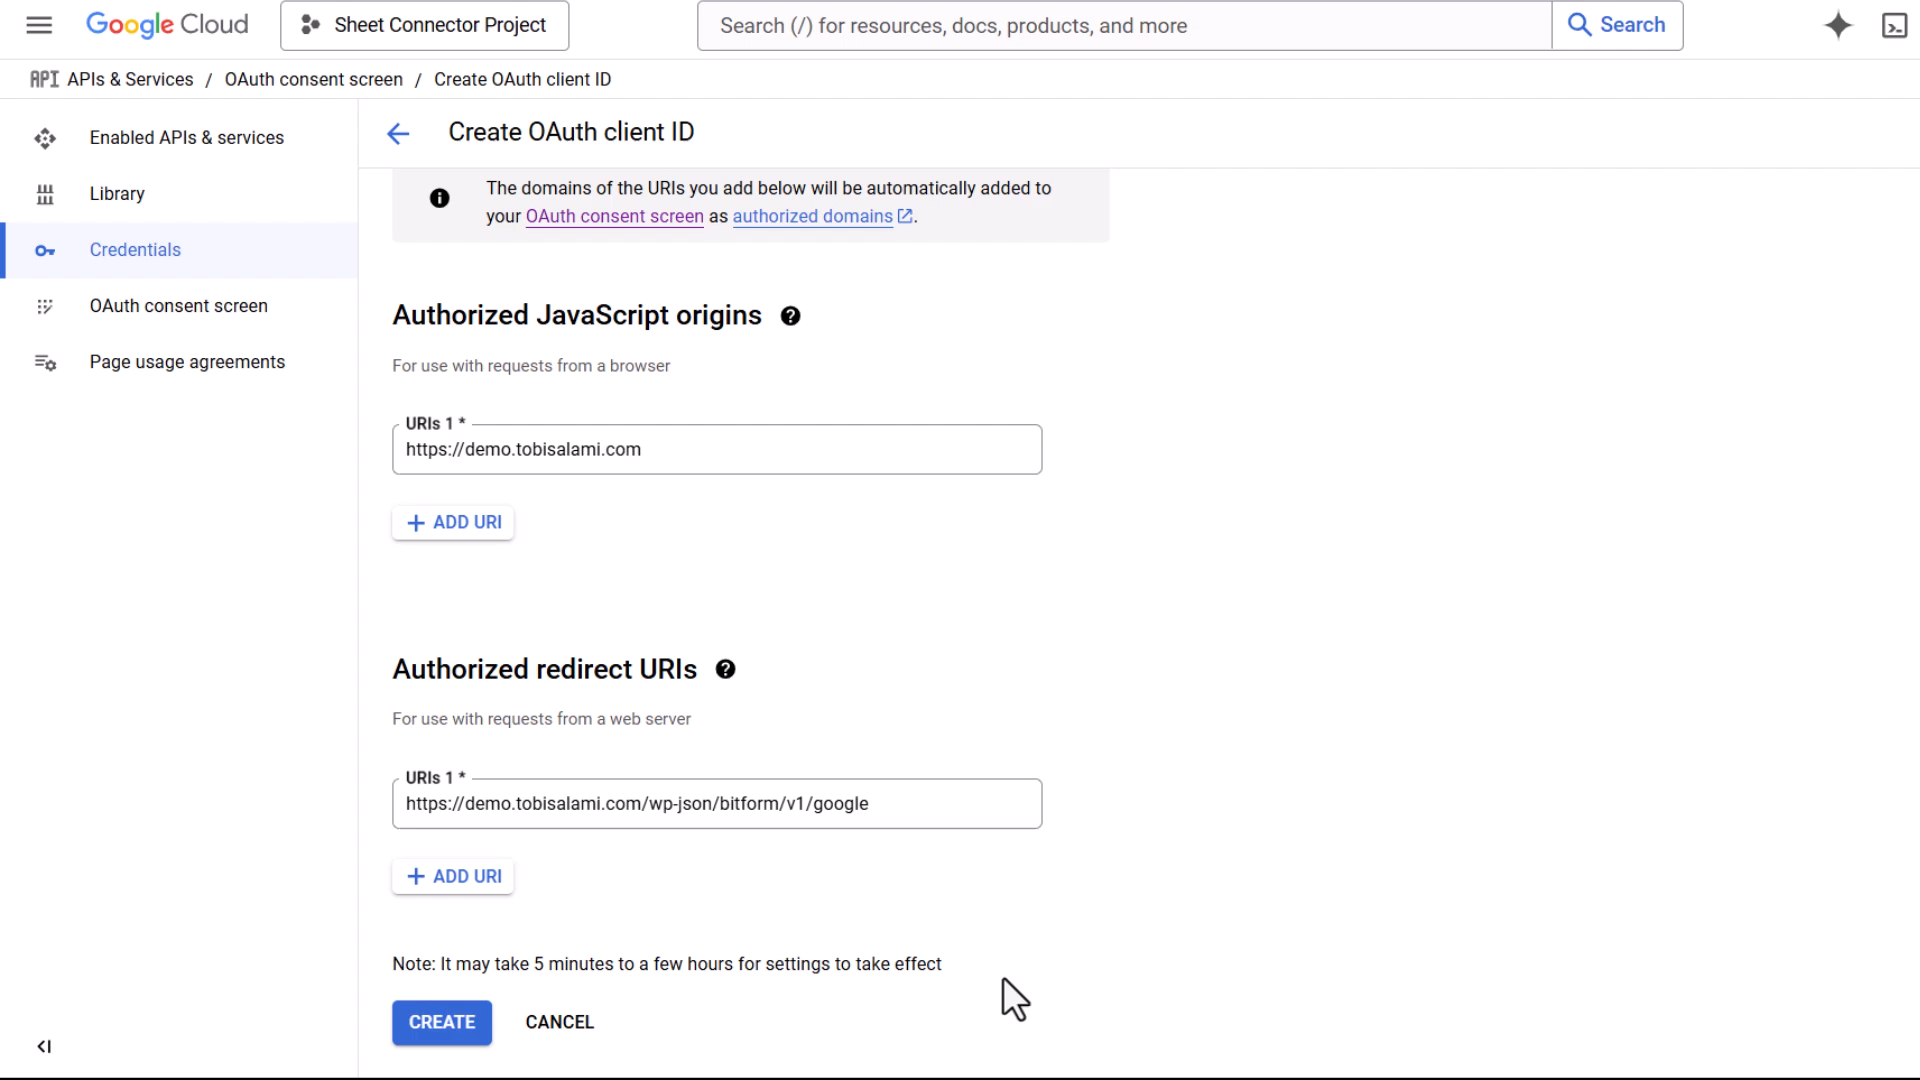 Google Cloud
Sheet Connector Project
Search (/) for resources, docs, products, and more
Search
API APIs & Services / OAuth consent screen / Create OAuth client ID
Enabled APIs & services
Library
Credentials
OAuth consent screen
Page usage agreements
Create OAuth client ID
The domains of the URIs you add below will be automatically added to
your OAuth consent screen as authorized domains.
Authorized JavaScript origins
For use with requests from a browser
URIs 1 *
https://demo.tobisalami.com
+ ADD URI
Authorized redirect URIs
For use with requests from a web server
URIs 1 *
https://demo.tobisalami.com/wp-json/bitform/v1/google
+ ADD URI
Note: It may take 5 minutes to a few hours for settings to take effect
CREATE
CANCEL